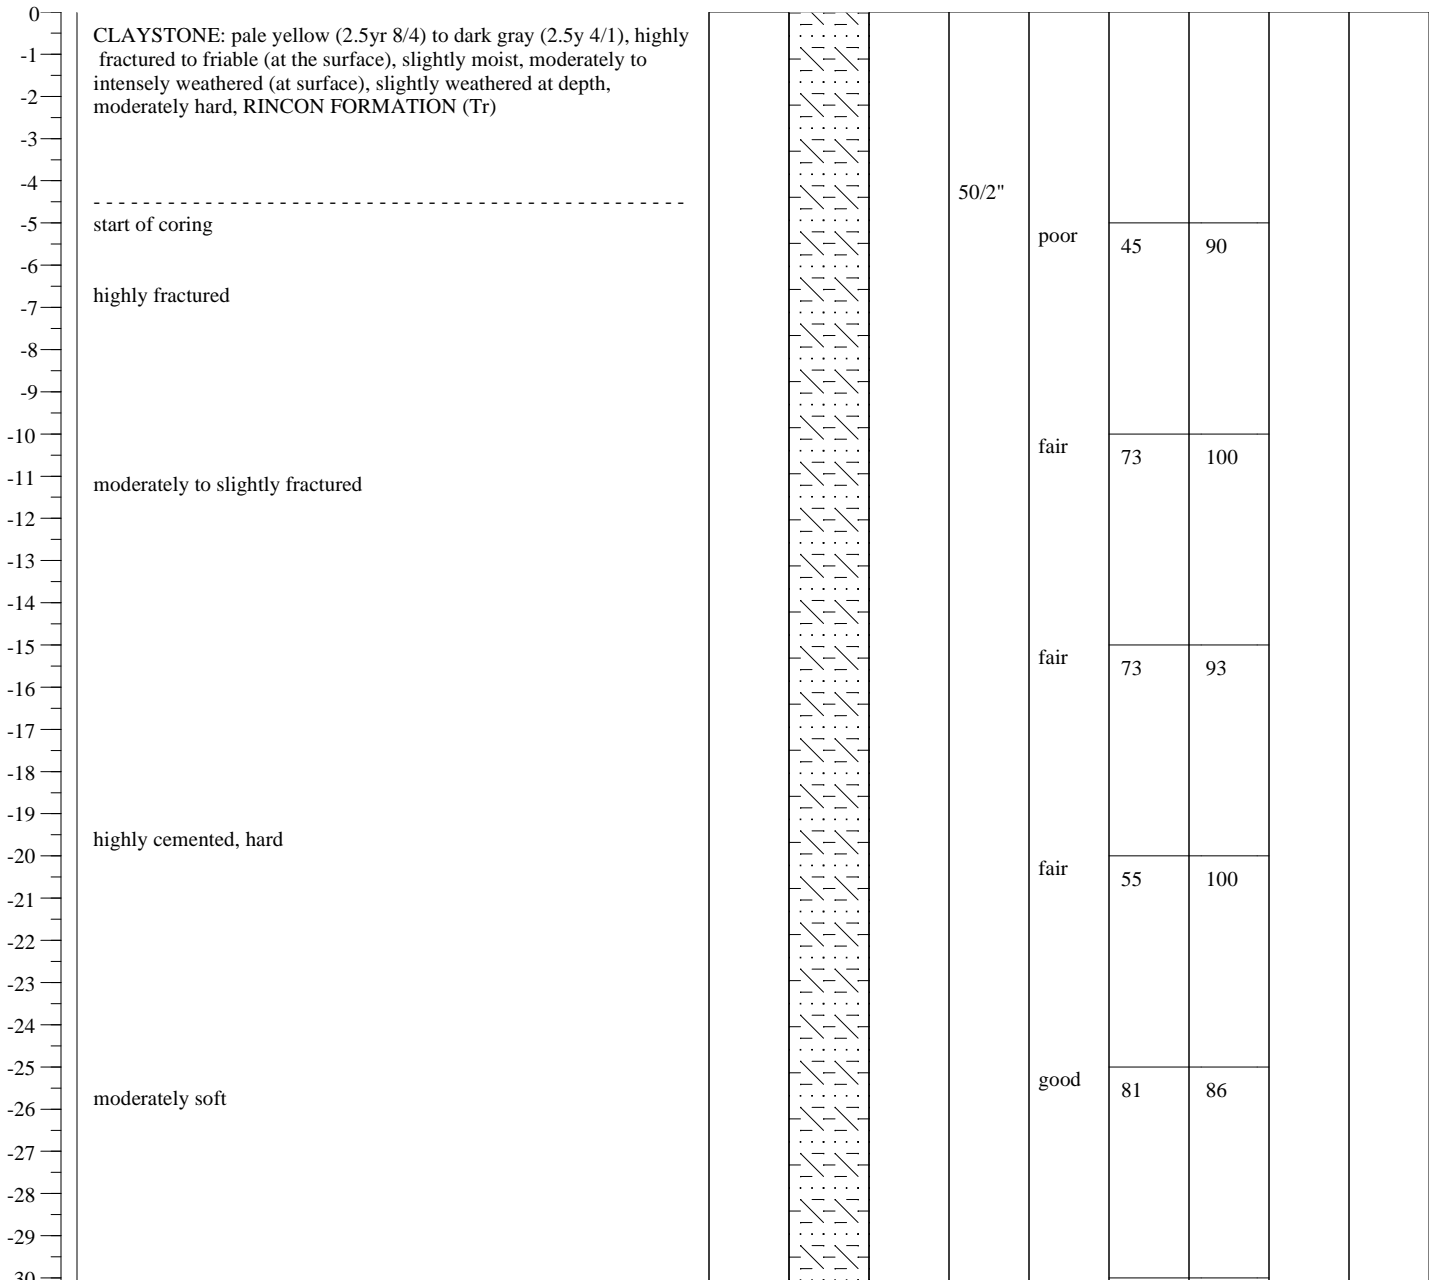 0
CLAYSTONE: pale yellow (2.5yr 8/4) to dark gray (2.5y 4/1), highly
-1
fractured to friable (at the surface), slightly moist, moderately to
intensely weathered (at surface), slightly weathered at depth,
-2
moderately hard, RINCON FORMATION (Tr)
-3
-4
50/2"
- - - - - - - - - - - - - - - - - - - - - - - - - - - - - - - - - - - - - - - - - - - - - - - -
-5
start of coring
poor 45 90
-6
highly fractured
-7
-8
-9
-10
fair 73 100
-11
moderately to slightly fractured
-12
-13
-14
-15
fair 73 93
-16
-17
-18
-19
highly cemented, hard
-20
fair 55 100
-21
-22
-23
-24
-25
good 81 86
moderately soft
-26
-27
-28
-29
-30